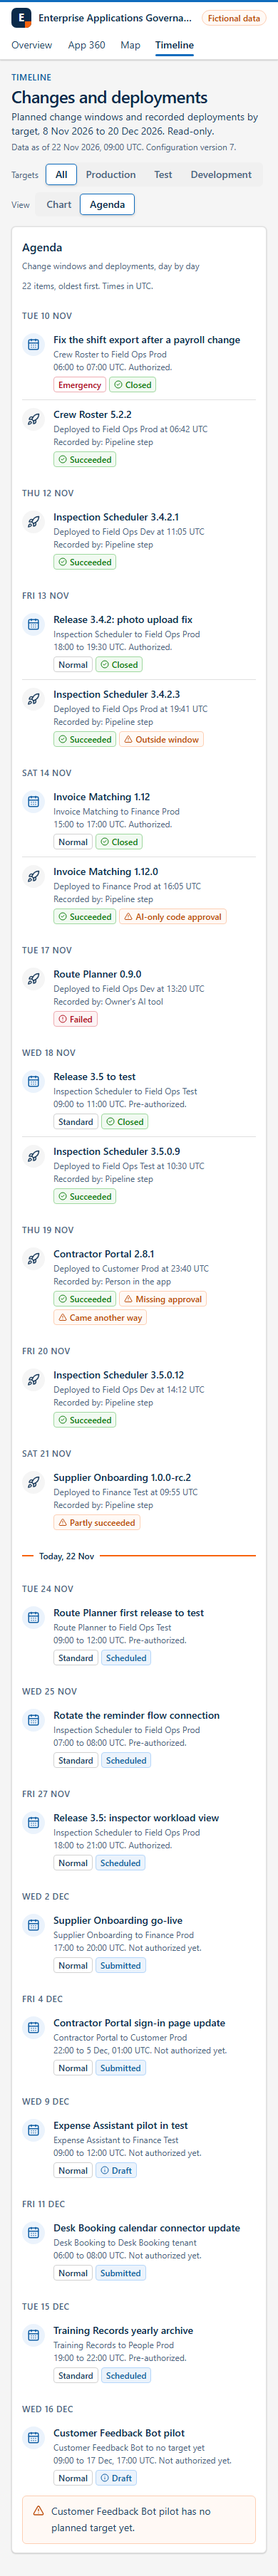 E
Enterprise Applications Governa...
Fictional data
Overview
App 360
Map
Timeline
TIMELINE
Changes and deployments
Planned change windows and recorded deployments by
target, 8 Nov 2026 to 20 Dec 2026. Read-only.
Data as of 22 Nov 2026, 09:00 UTC. Configuration version 7.
Targets
All
Production
Test
Development
View
Chart
Agenda
Agenda
Change windows and deployments, day by day
22 items, oldest first. Times in UTC.
TUE 10 NOV
Fix the shift export after a payroll change
Crew Roster to Field Ops Prod
06:00 to 07:00 UTC. Authorized.
Emergency
Closed
Crew Roster 5.2.2
Deployed to Field Ops Prod at 06:42 UTC
Recorded by: Pipeline step
Succeeded
THU 12 NOV
Inspection Scheduler 3.4.2.1
Deployed to Field Ops Dev at 11:05 UTC
Recorded by: Pipeline step
Succeeded
FRI 13 NOV
Release 3.4.2: photo upload fix
Inspection Scheduler to Field Ops Prod
18:00 to 19:30 UTC. Authorized.
Normal
Closed
Inspection Scheduler 3.4.2.3
Deployed to Field Ops Prod at 19:41 UTC
Recorded by: Pipeline step
Succeeded
Outside window
SAT 14 NOV
Invoice Matching 1.12
Invoice Matching to Finance Prod
15:00 to 17:00 UTC. Authorized.
Normal
Closed
Invoice Matching 1.12.0
Deployed to Finance Prod at 16:05 UTC
Recorded by: Pipeline step
Succeeded
AI-only code approval
TUE 17 NOV
Route Planner 0.9.0
Deployed to Field Ops Dev at 13:20 UTC
Recorded by: Owner's AI tool
Failed
WED 18 NOV
Release 3.5 to test
Inspection Scheduler to Field Ops Test
09:00 to 11:00 UTC. Pre-authorized.
Standard
Closed
Inspection Scheduler 3.5.0.9
Deployed to Field Ops Test at 10:30 UTC
Recorded by: Pipeline step
Succeeded
THU 19 NOV
Contractor Portal 2.8.1
Deployed to Customer Prod at 23:40 UTC
Recorded by: Person in the app
Succeeded
Missing approval
Came another way
FRI 20 NOV
Inspection Scheduler 3.5.0.12
Deployed to Field Ops Dev at 14:12 UTC
Recorded by: Pipeline step
Succeeded
SAT 21 NOV
Supplier Onboarding 1.0.0-rc.2
Deployed to Finance Test at 09:55 UTC
Recorded by: Pipeline step
Partly succeeded
Today, 22 Nov
TUE 24 NOV
Route Planner first release to test
Route Planner to Field Ops Test
09:00 to 12:00 UTC. Pre-authorized.
Standard
Scheduled
WED 25 NOV
Rotate the reminder flow connection
Inspection Scheduler to Field Ops Prod
07:00 to 08:00 UTC. Pre-authorized.
Standard
Scheduled
FRI 27 NOV
Release 3.5: inspector workload view
Inspection Scheduler to Field Ops Prod
18:00 to 21:00 UTC. Authorized.
Normal
Scheduled
WED 2 DEC
Supplier Onboarding go-live
Supplier Onboarding to Finance Prod
17:00 to 20:00 UTC. Not authorized yet.
Normal
Submitted
FRI 4 DEC
Contractor Portal sign-in page update
Contractor Portal to Customer Prod
22:00 to 5 Dec, 01:00 UTC. Not authorized yet.
Normal
Submitted
WED 9 DEC
Expense Assistant pilot in test
Expense Assistant to Finance Test
09:00 to 12:00 UTC. Not authorized yet.
Normal
Draft
FRI 11 DEC
Desk Booking calendar connector update
Desk Booking to Desk Booking tenant
06:00 to 08:00 UTC. Not authorized yet.
Normal
Submitted
TUE 15 DEC
Training Records yearly archive
Training Records to People Prod
19:00 to 22:00 UTC. Pre-authorized.
Standard
Scheduled
WED 16 DEC
Customer Feedback Bot pilot
Customer Feedback Bot to no target yet
09:00 to 17 Dec, 17:00 UTC. Not authorized yet.
Normal
Draft
Customer Feedback Bot pilot has no
planned target yet.